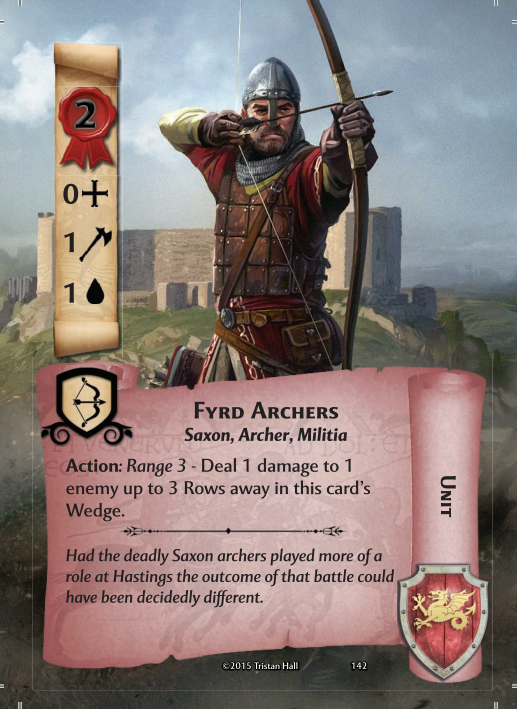 2
0
1
1
Fyrd Archers
Saxon, Archer, Militia
Action: Range 3 - Deal 1 damage to 1
enemy up to 3 Rows away in this card's
Wedge.
Had the deadly Saxon archers played more of a
role at Hastings the outcome of that battle could
have been decidedly different.
Unit
©2015 Tristan Hall 142